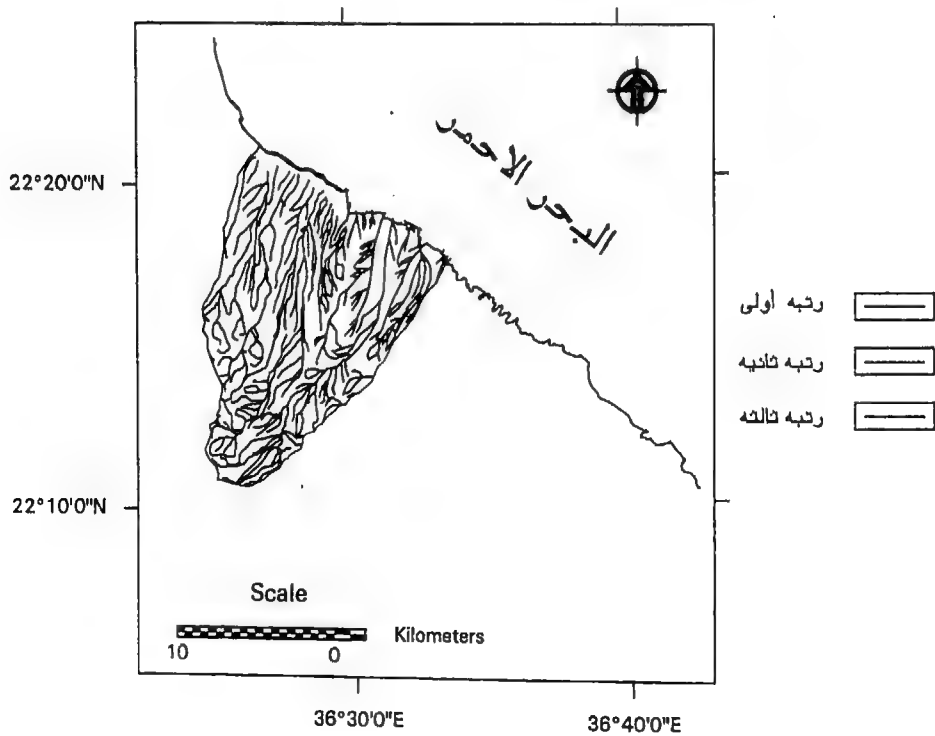 22°20'0"N
22°10'0"N
البحر الاحمر
رتبه أولى
رتبه ثانيه
رتبه ثالثه
Scale
Kilometers
10 0
36°30'0"E 36°40'0"E